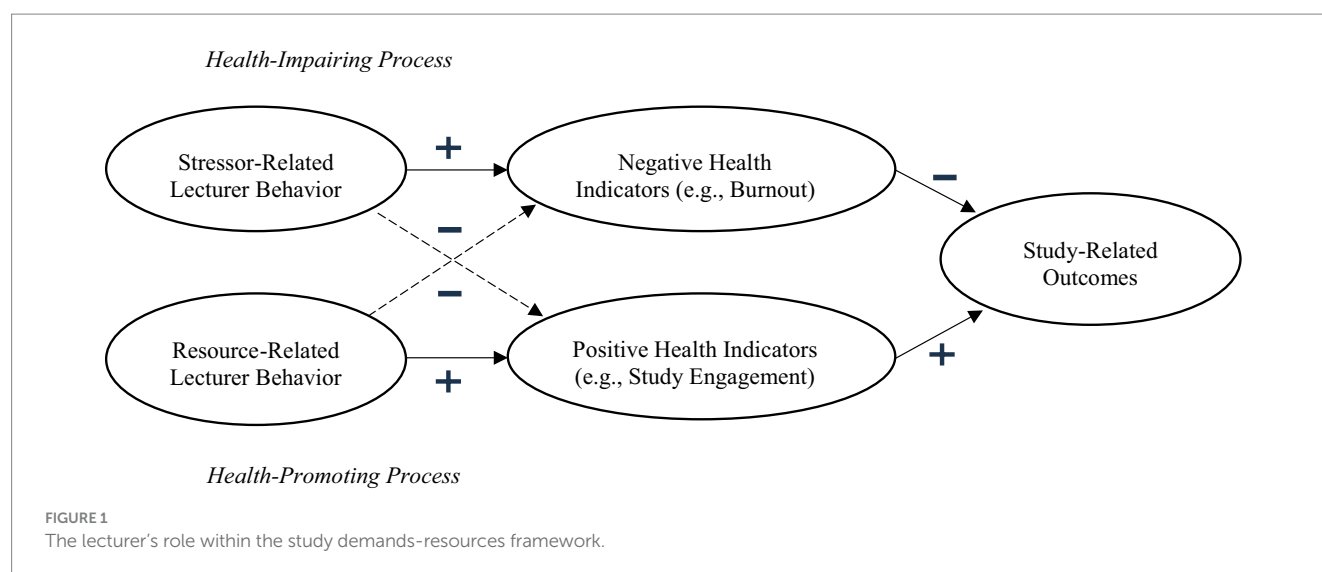 Health-Impairing Process
Stressor-Related
Lecturer Behavior
+
Negative Health
Indicators (e.g., Burnout)
−
−
−
Study-Related
Outcomes
Resource-Related
Lecturer Behavior
+
Positive Health Indicators
(e.g., Study Engagement)
+
Health-Promoting Process
FIGURE 1
The lecturer’s role within the study demands-resources framework.